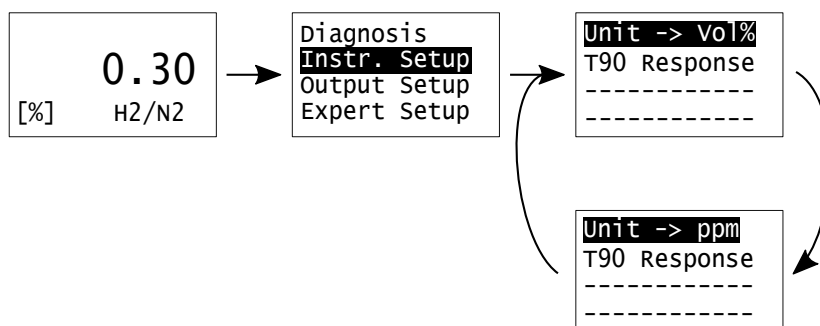 0.30
[%] H2/N2
Diagnosis
Instr. Setup
Output Setup
Expert Setup
Unit -> Vol%
T90 Response
------------
------------
Unit -> ppm
T90 Response
------------
------------